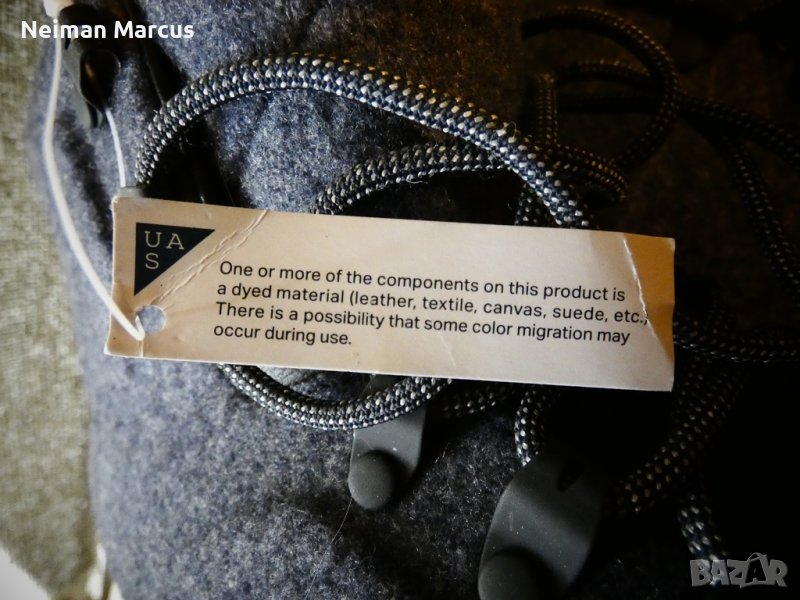 Neiman Marcus
UA
S
One or more of the components on this product is
a dyed material (leather, textile, canvas, suede, etc.)
There is a possibility that some color migration may
occur during use.
BAZAR